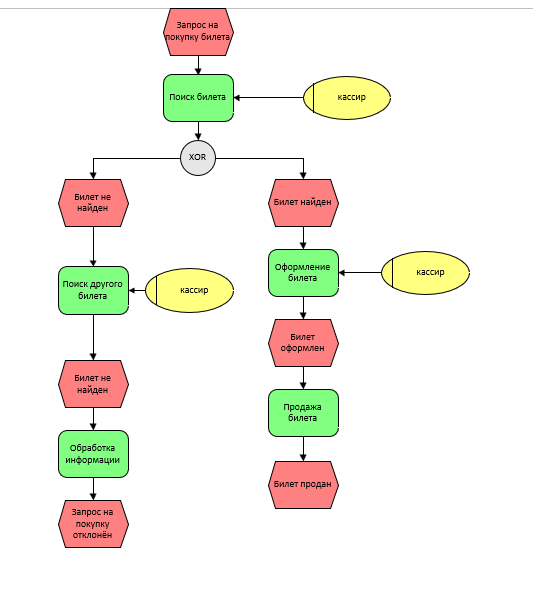 Запрос на
покупку билета
Поиск билета
кассир
XOR
Билет не
найден
Билет найден
Оформление
билета
кассир
Поиск другого
билета
кассир
Билет
оформлен
Билет не
найден
Продажа
билета
Обработка
информации
Билет продан
Запрос на
покупку
отклонён